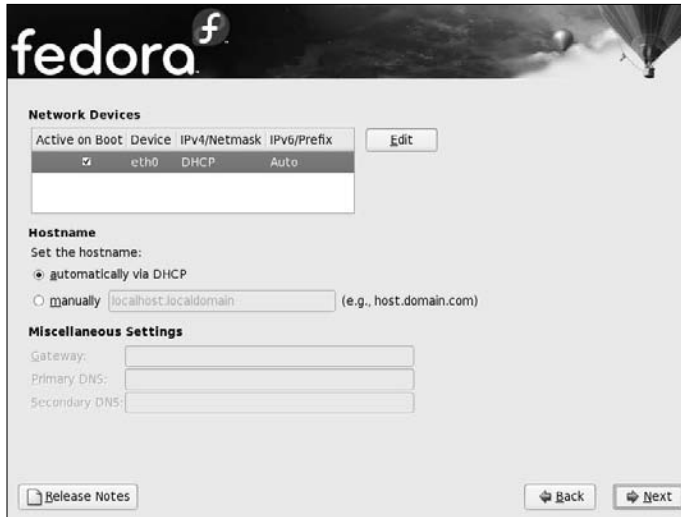 fedora
Network Devices
Active on Boot Device IPv4/Netmask IPv6/Prefix
eth0 DHCP Auto
Edit
Hostname
Set the hostname:
automatically via DHCP
manually localhost.localdomain (e.g., host.domain.com)
Miscellaneous Settings
Gateway:
Primary DNS:
Secondary DNS:
Release Notes
Back
Next